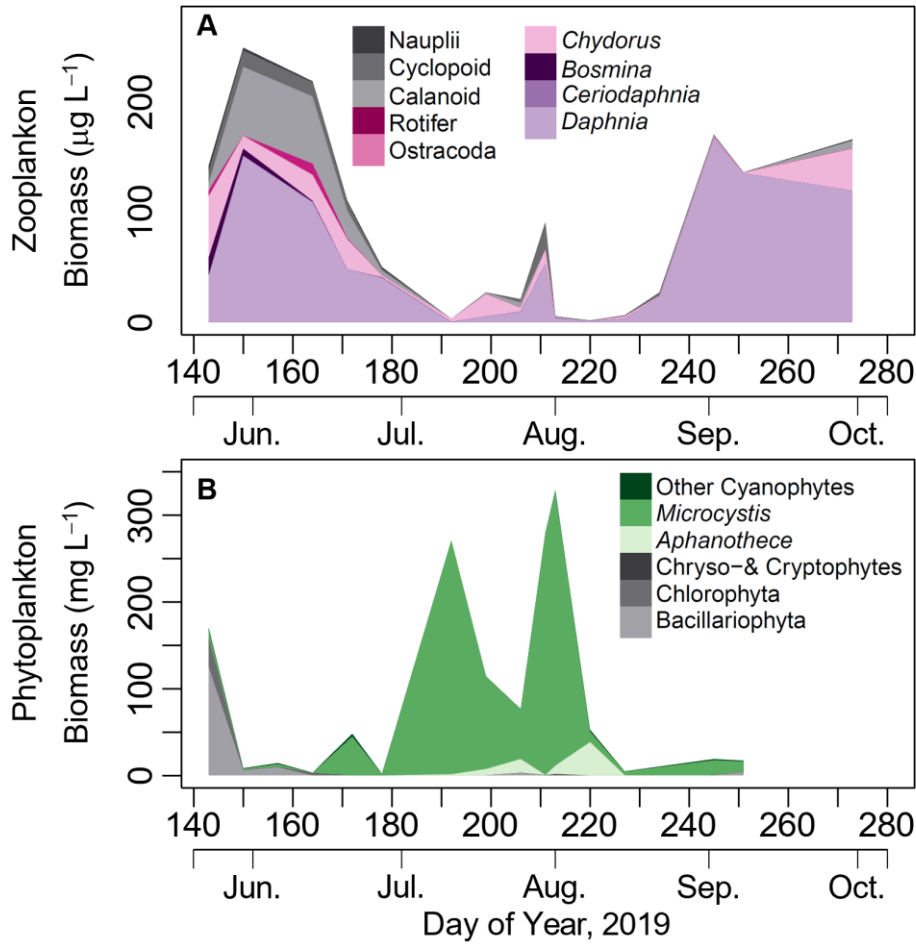 A
Nauplii
Cyclopoid
Calanoid
Rotifer
Ostracoda
Chydorus
Bosmina
Ceriodaphnia
Daphnia
Zooplankton
Biomass (µg L⁻¹)
0 100 200
140 160 180 200 220 240 260 280
Jun. Jul. Aug. Sep. Oct.
B
Other Cyanophytes
Microcystis
Aphanothece
Chryso−& Cryptophytes
Chlorophyta
Bacillariophyta
Phytoplankton
Biomass (mg L⁻¹)
0 100 200 300
140 160 180 200 220 240 260 280
Jun. Jul. Aug. Sep. Oct.
Day of Year, 2019